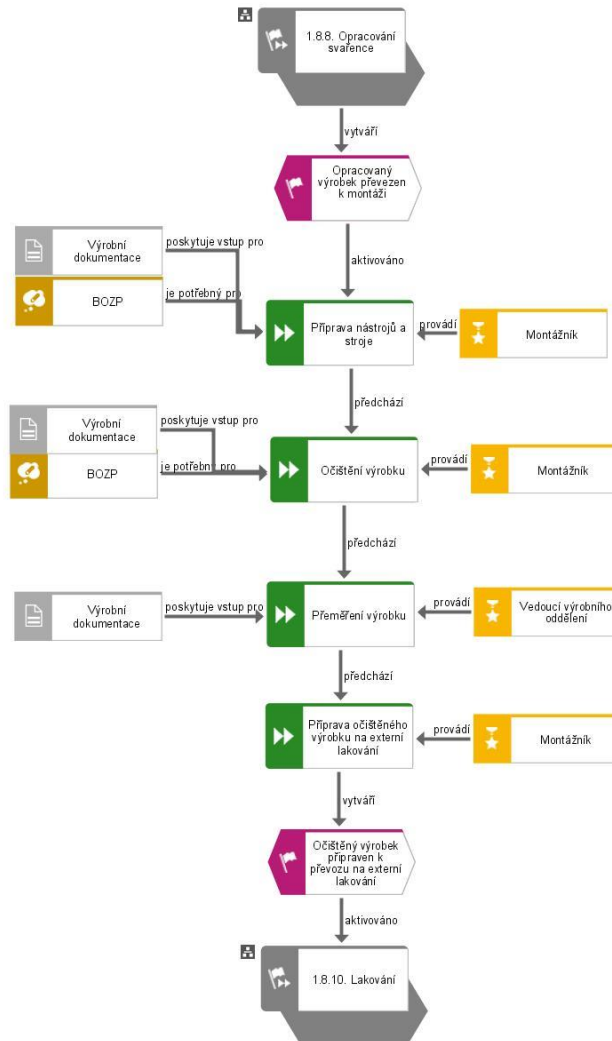 1.8.8. Opracování
svařence
vytváří
Opracovaný
výrobek převezen
k montáži
aktivováno
Výrobní
dokumentace
poskytuje vstup pro
BOZP
je potřebný pro
Příprava nástrojů a
stroje
provádí
Montážník
předchází
Výrobní
dokumentace
poskytuje vstup pro
BOZP
je potřebný pro
Očištění výrobku
provádí
Montážník
předchází
Výrobní
dokumentace
poskytuje vstup pro
Přeměření výrobku
provádí
Vedoucí výrobního
oddělení
předchází
Příprava očištěného
výrobku na externí
lakování
provádí
Montážník
vytváří
Očištěný výrobek
připraven k
převozu na externí
lakování
aktivováno
1.8.10. Lakování